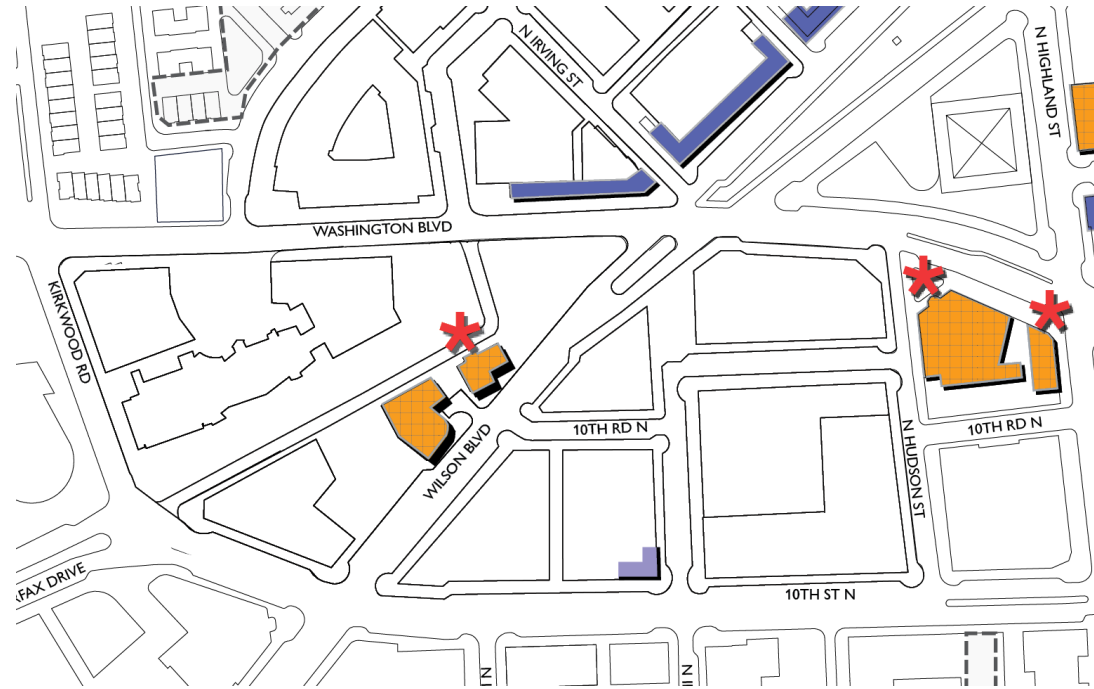 N IRVING ST
N HIGHLAND ST
WASHINGTON BLVD
KIRKWOOD RD
10TH RD N
10TH RD N
WILSON BLVD
N HUDSON ST
RFAX DRIVE
10TH ST N
N
N